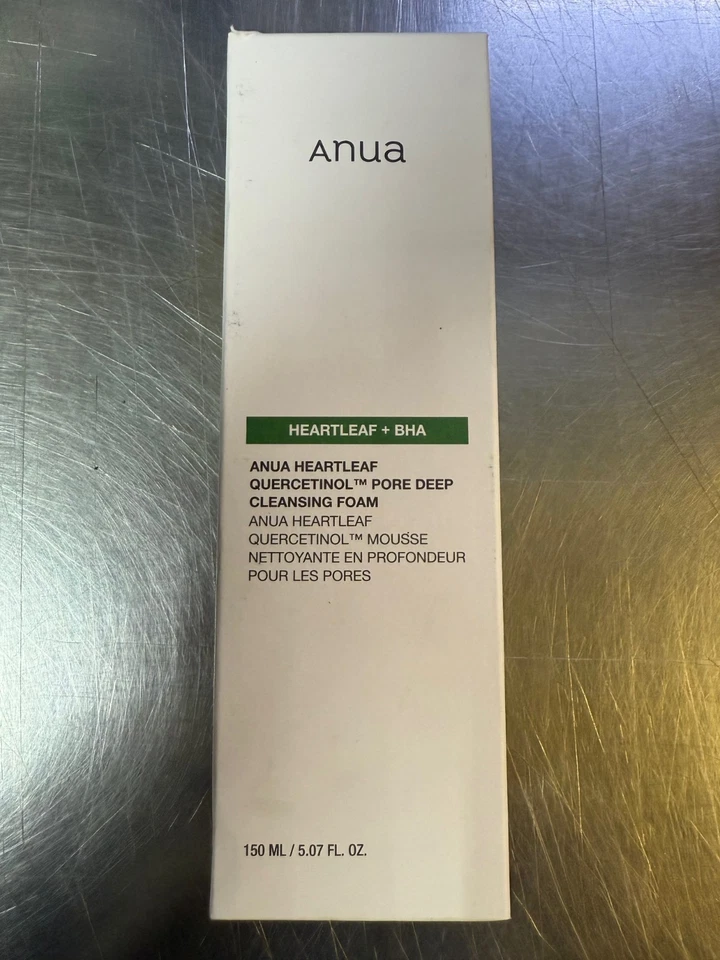 Anua
HEARTLEAF + BHA
ANUA HEARTLEAF
QUERCETINOL™ PORE DEEP
CLEANSING FOAM
ANUA HEARTLEAF
QUERCETINOL™ MOUSSE
NETTOYANTE EN PROFONDEUR
POUR LES PORES
150 ML / 5.07 FL. OZ.